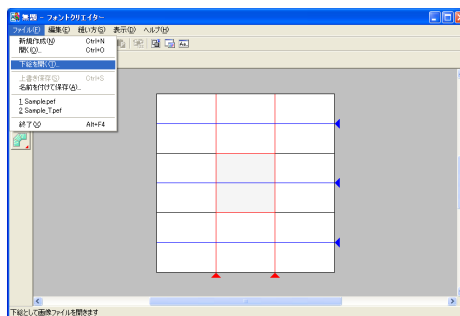 無題 - フォントクリエイター
ファイル(F) 編集(E) 縫い方(S) 表示(D) ヘルプ(H)
新規作成(N) Ctrl+N
開く(O)... Ctrl+O
下絵を開く(T)...
上書き保存(S) Ctrl+S
名前を付けて保存(A)...
1 Sample.pef
2 Sample_T.pef
終了(X) Alt+F4
下絵として画像ファイルを開きます